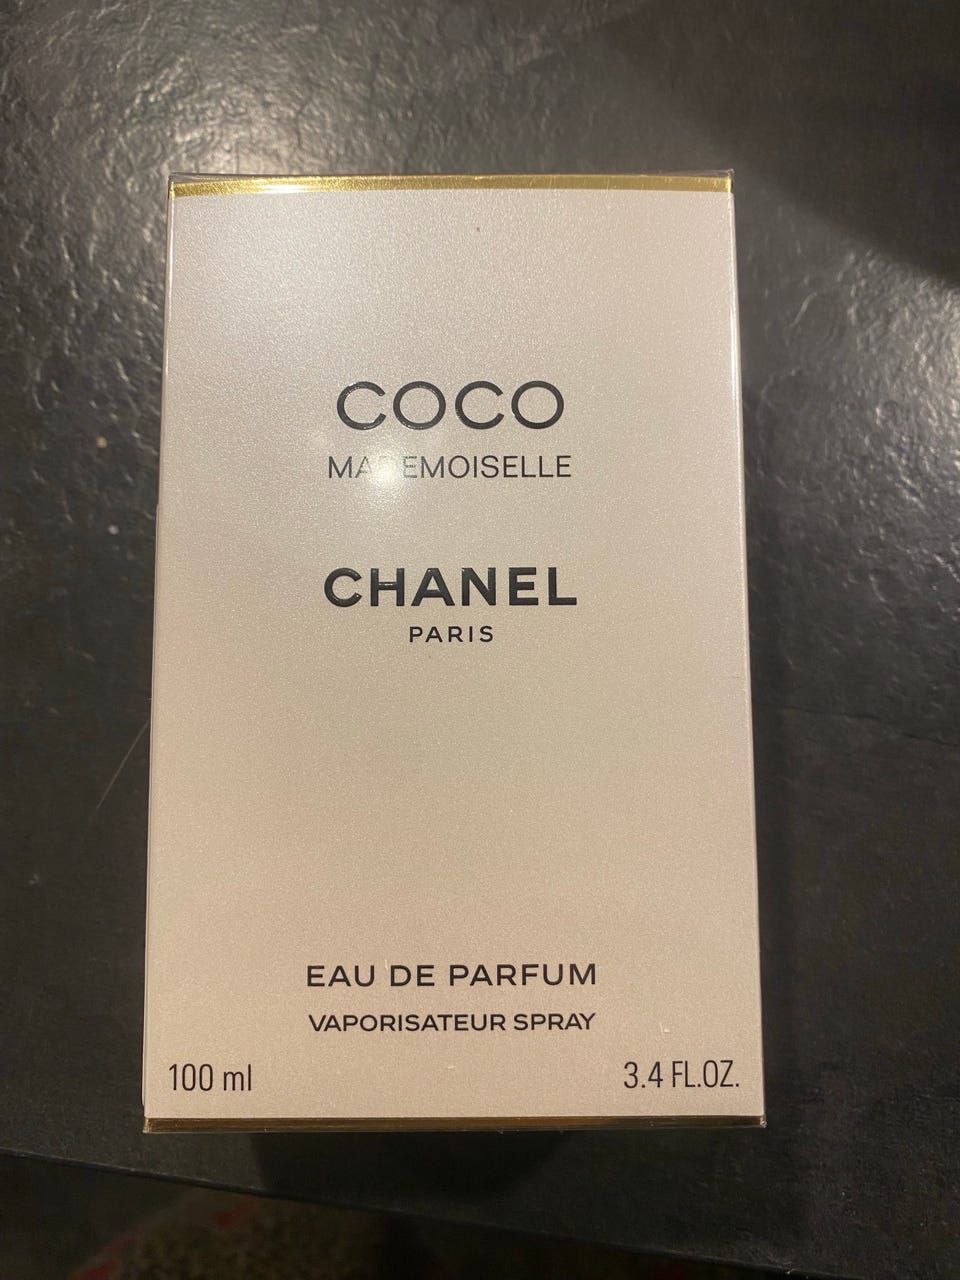 COCO
MADEMOISELLE
CHANEL
PARIS
EAU DE PARFUM
VAPORISATEUR SPRAY
100 ml
3.4 FL.OZ.